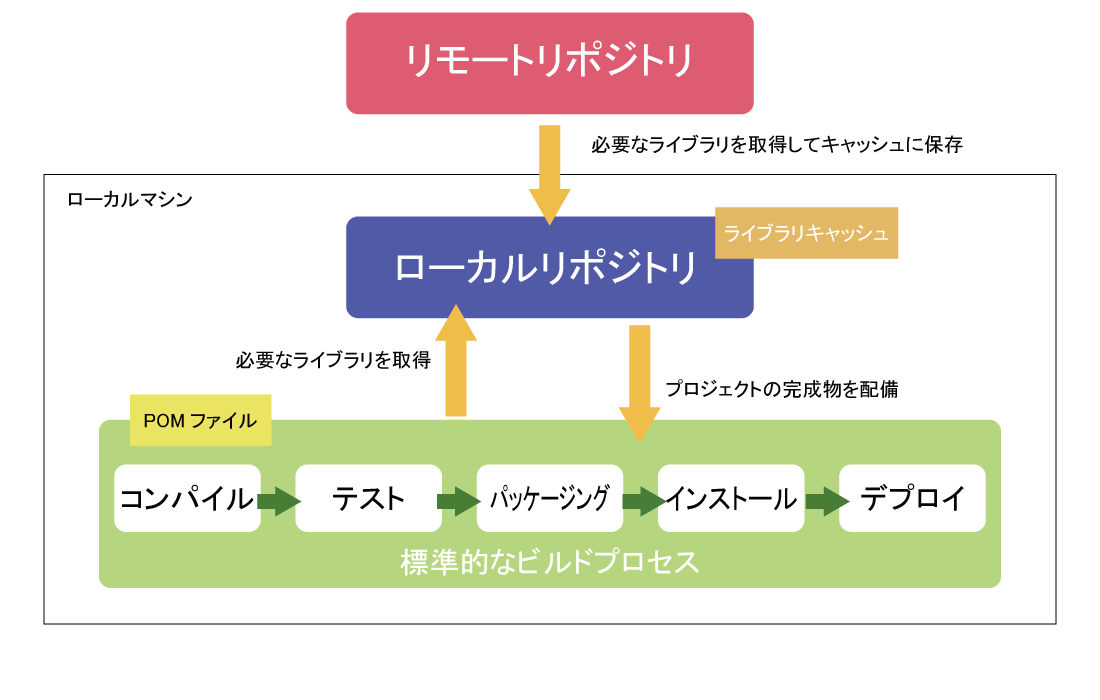 リモートリポジトリ
必要なライブラリを取得してキャッシュに保存
ローカルマシン
ライブラリキャッシュ
ローカルリポジトリ
必要なライブラリを取得
プロジェクトの完成物を配備
POM ファイル
コンパイル
テスト
パッケージング
インストール
デプロイ
標準的なビルドプロセス